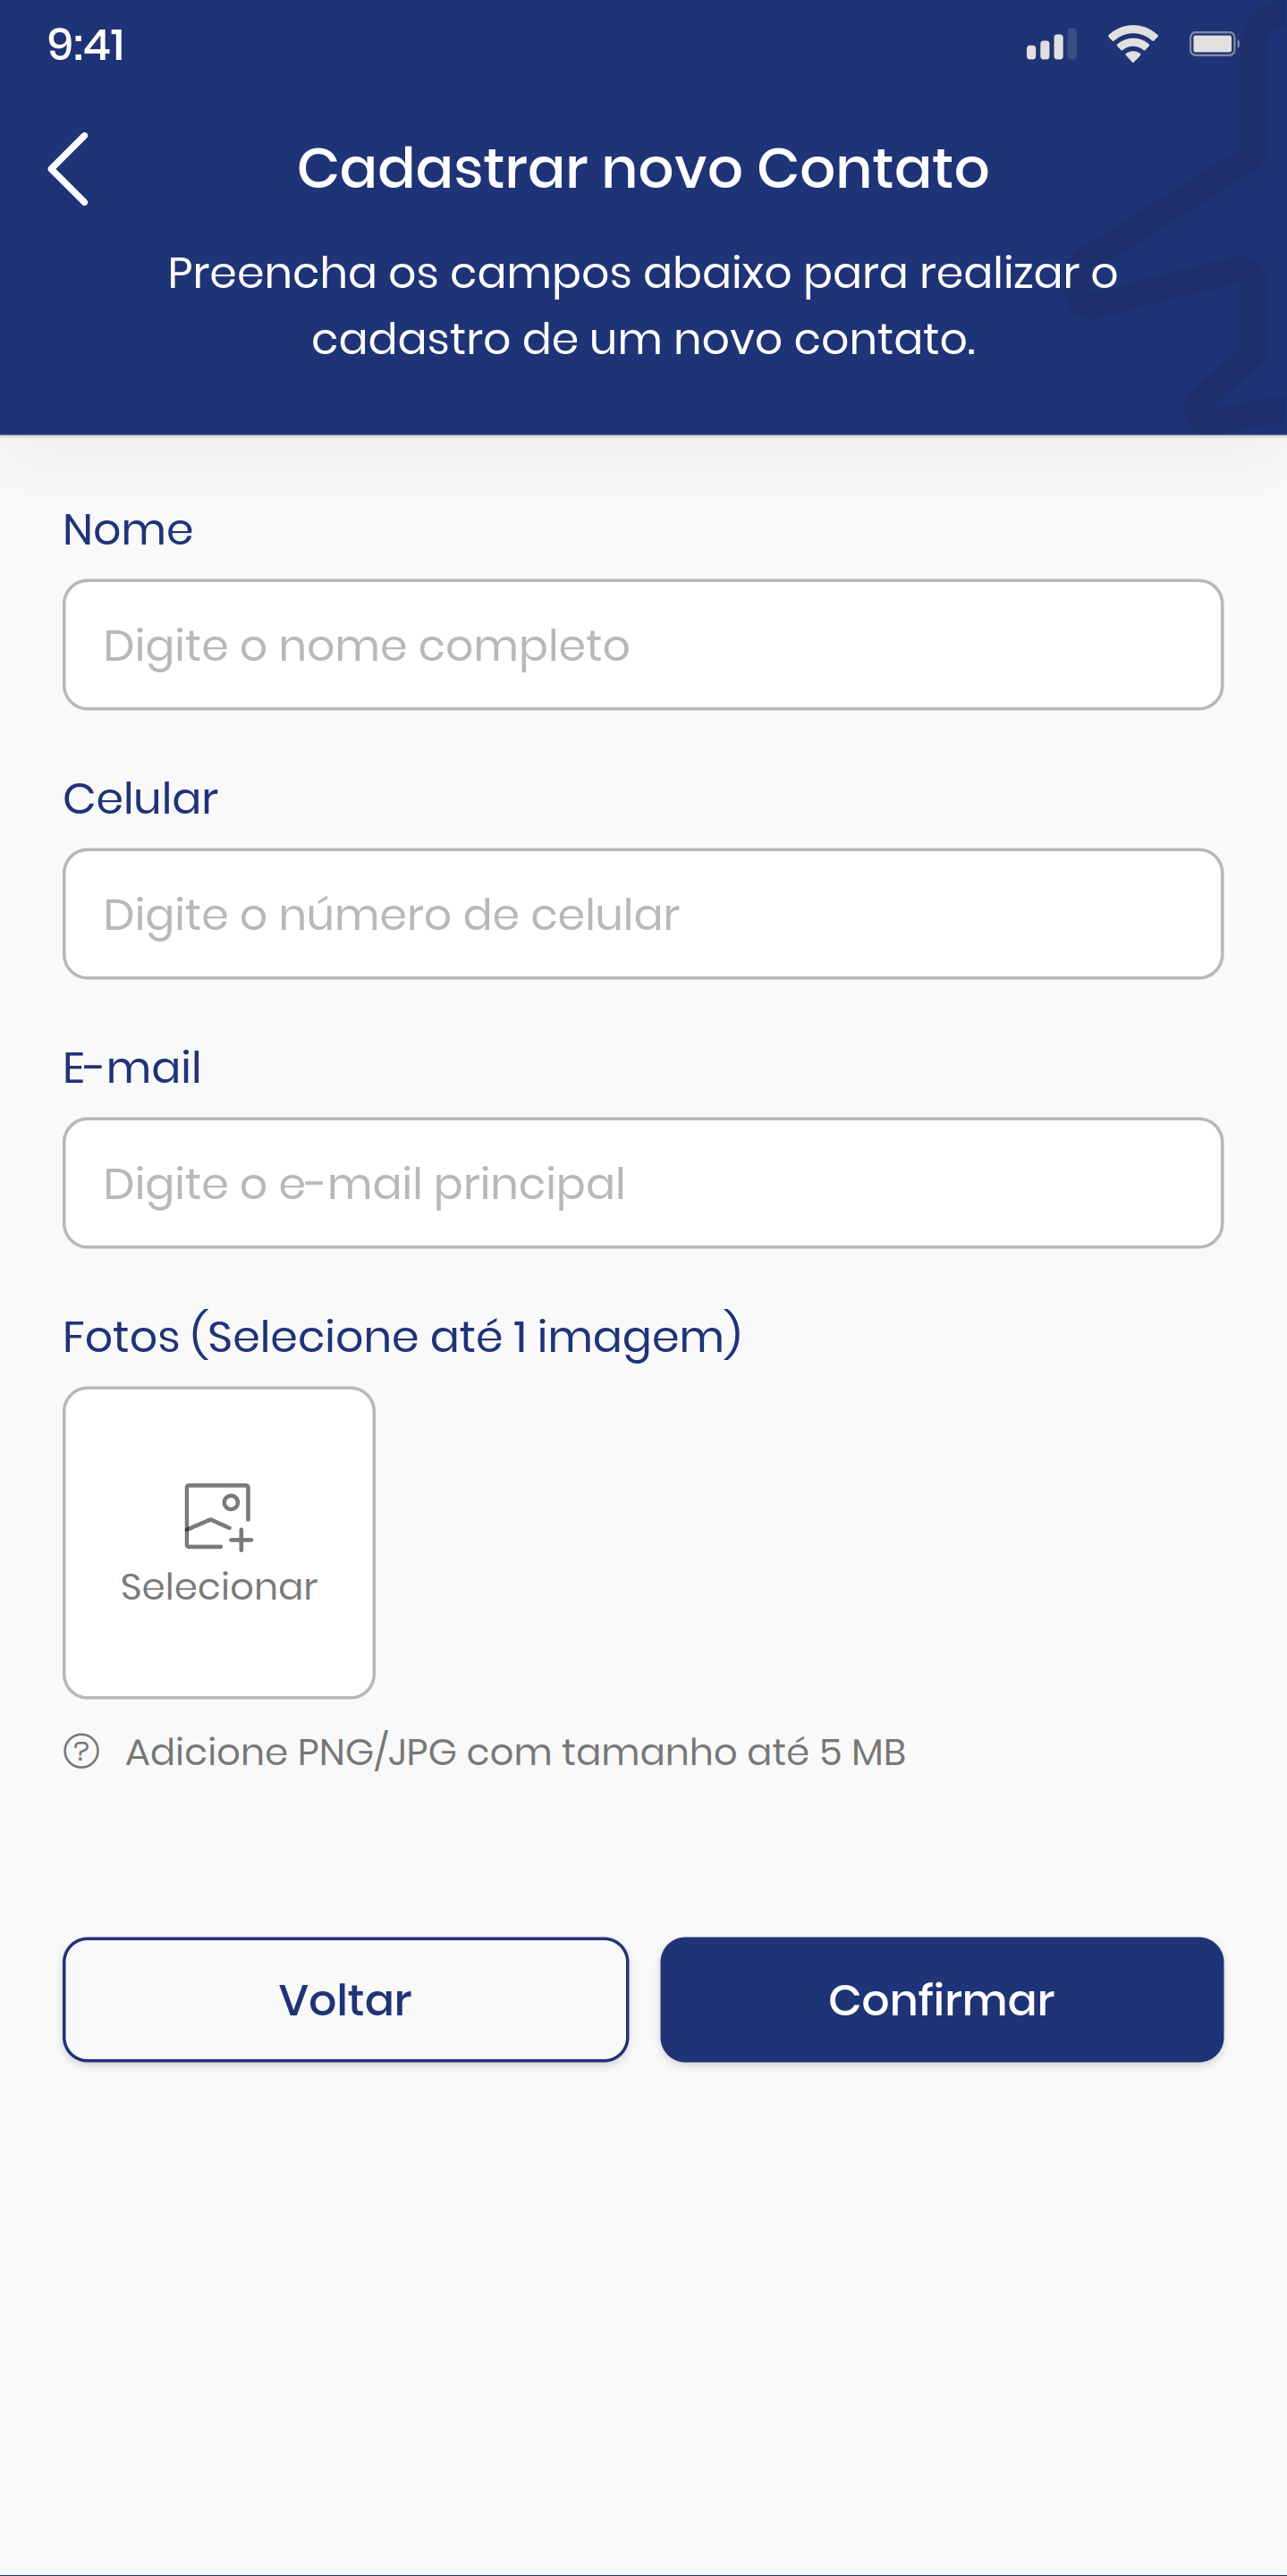 9:41
Cadastrar novo Contato
Preencha os campos abaixo para realizar o
cadastro de um novo contato.
Nome
Digite o nome completo
Celular
Digite o número de celular
E-mail
Digite o e-mail principal
Fotos (Selecione até 1 imagem)
Selecionar
? Adicione PNG/JPG com tamanho até 5 MB
Voltar Confirmar